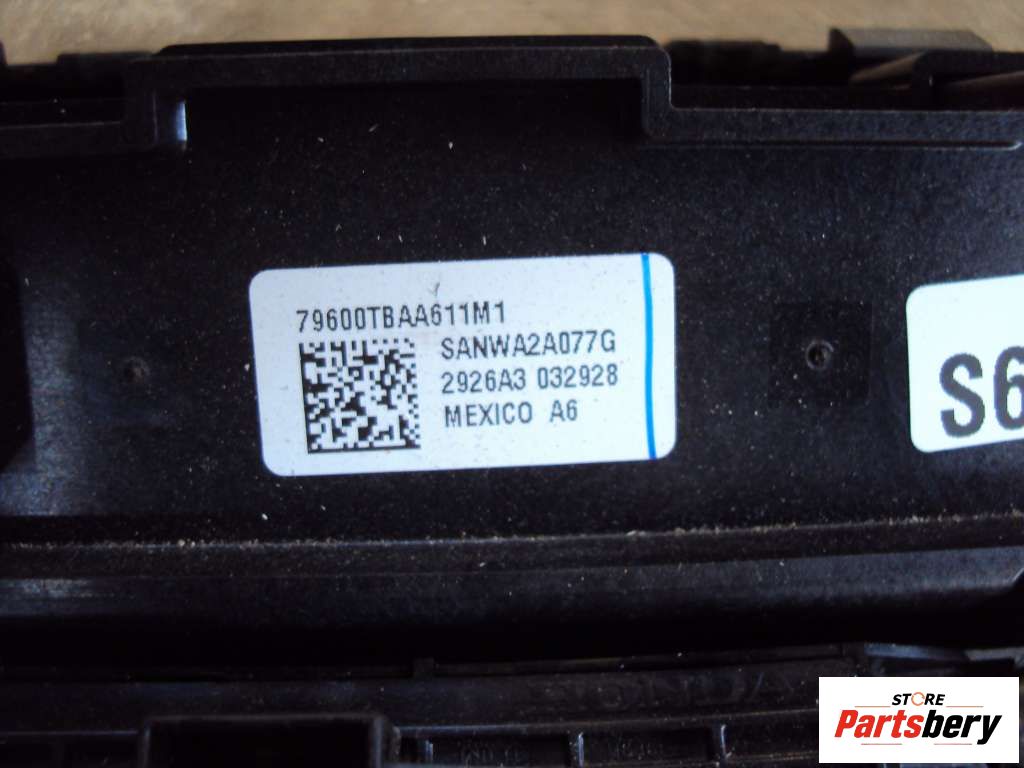 79600TBAA611M1
SANWA2A077G
2926A3 032928
MEXICO A6
S6
STORE
Partsbery